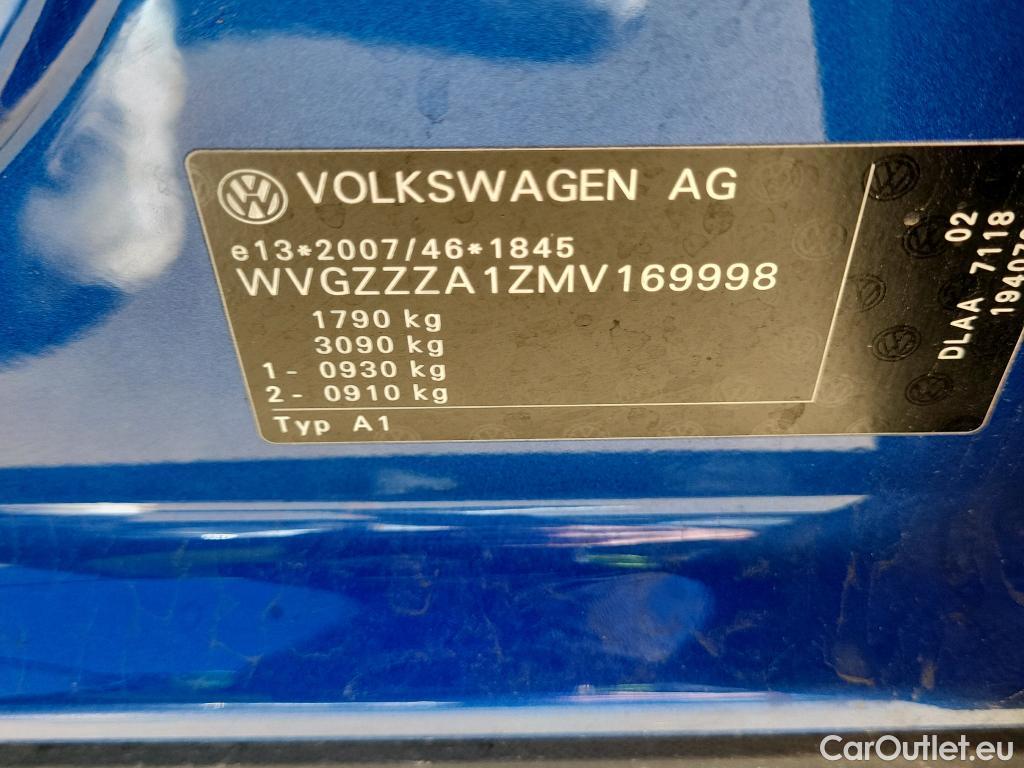 VOLKSWAGEN AG
e13*2007/46*1845
WVGZZZA1ZMV169998
1790 kg
3090 kg
1- 0930 kg
2- 0910 kg
Typ A1
DLAA 7118
02
CarOutlet.eu